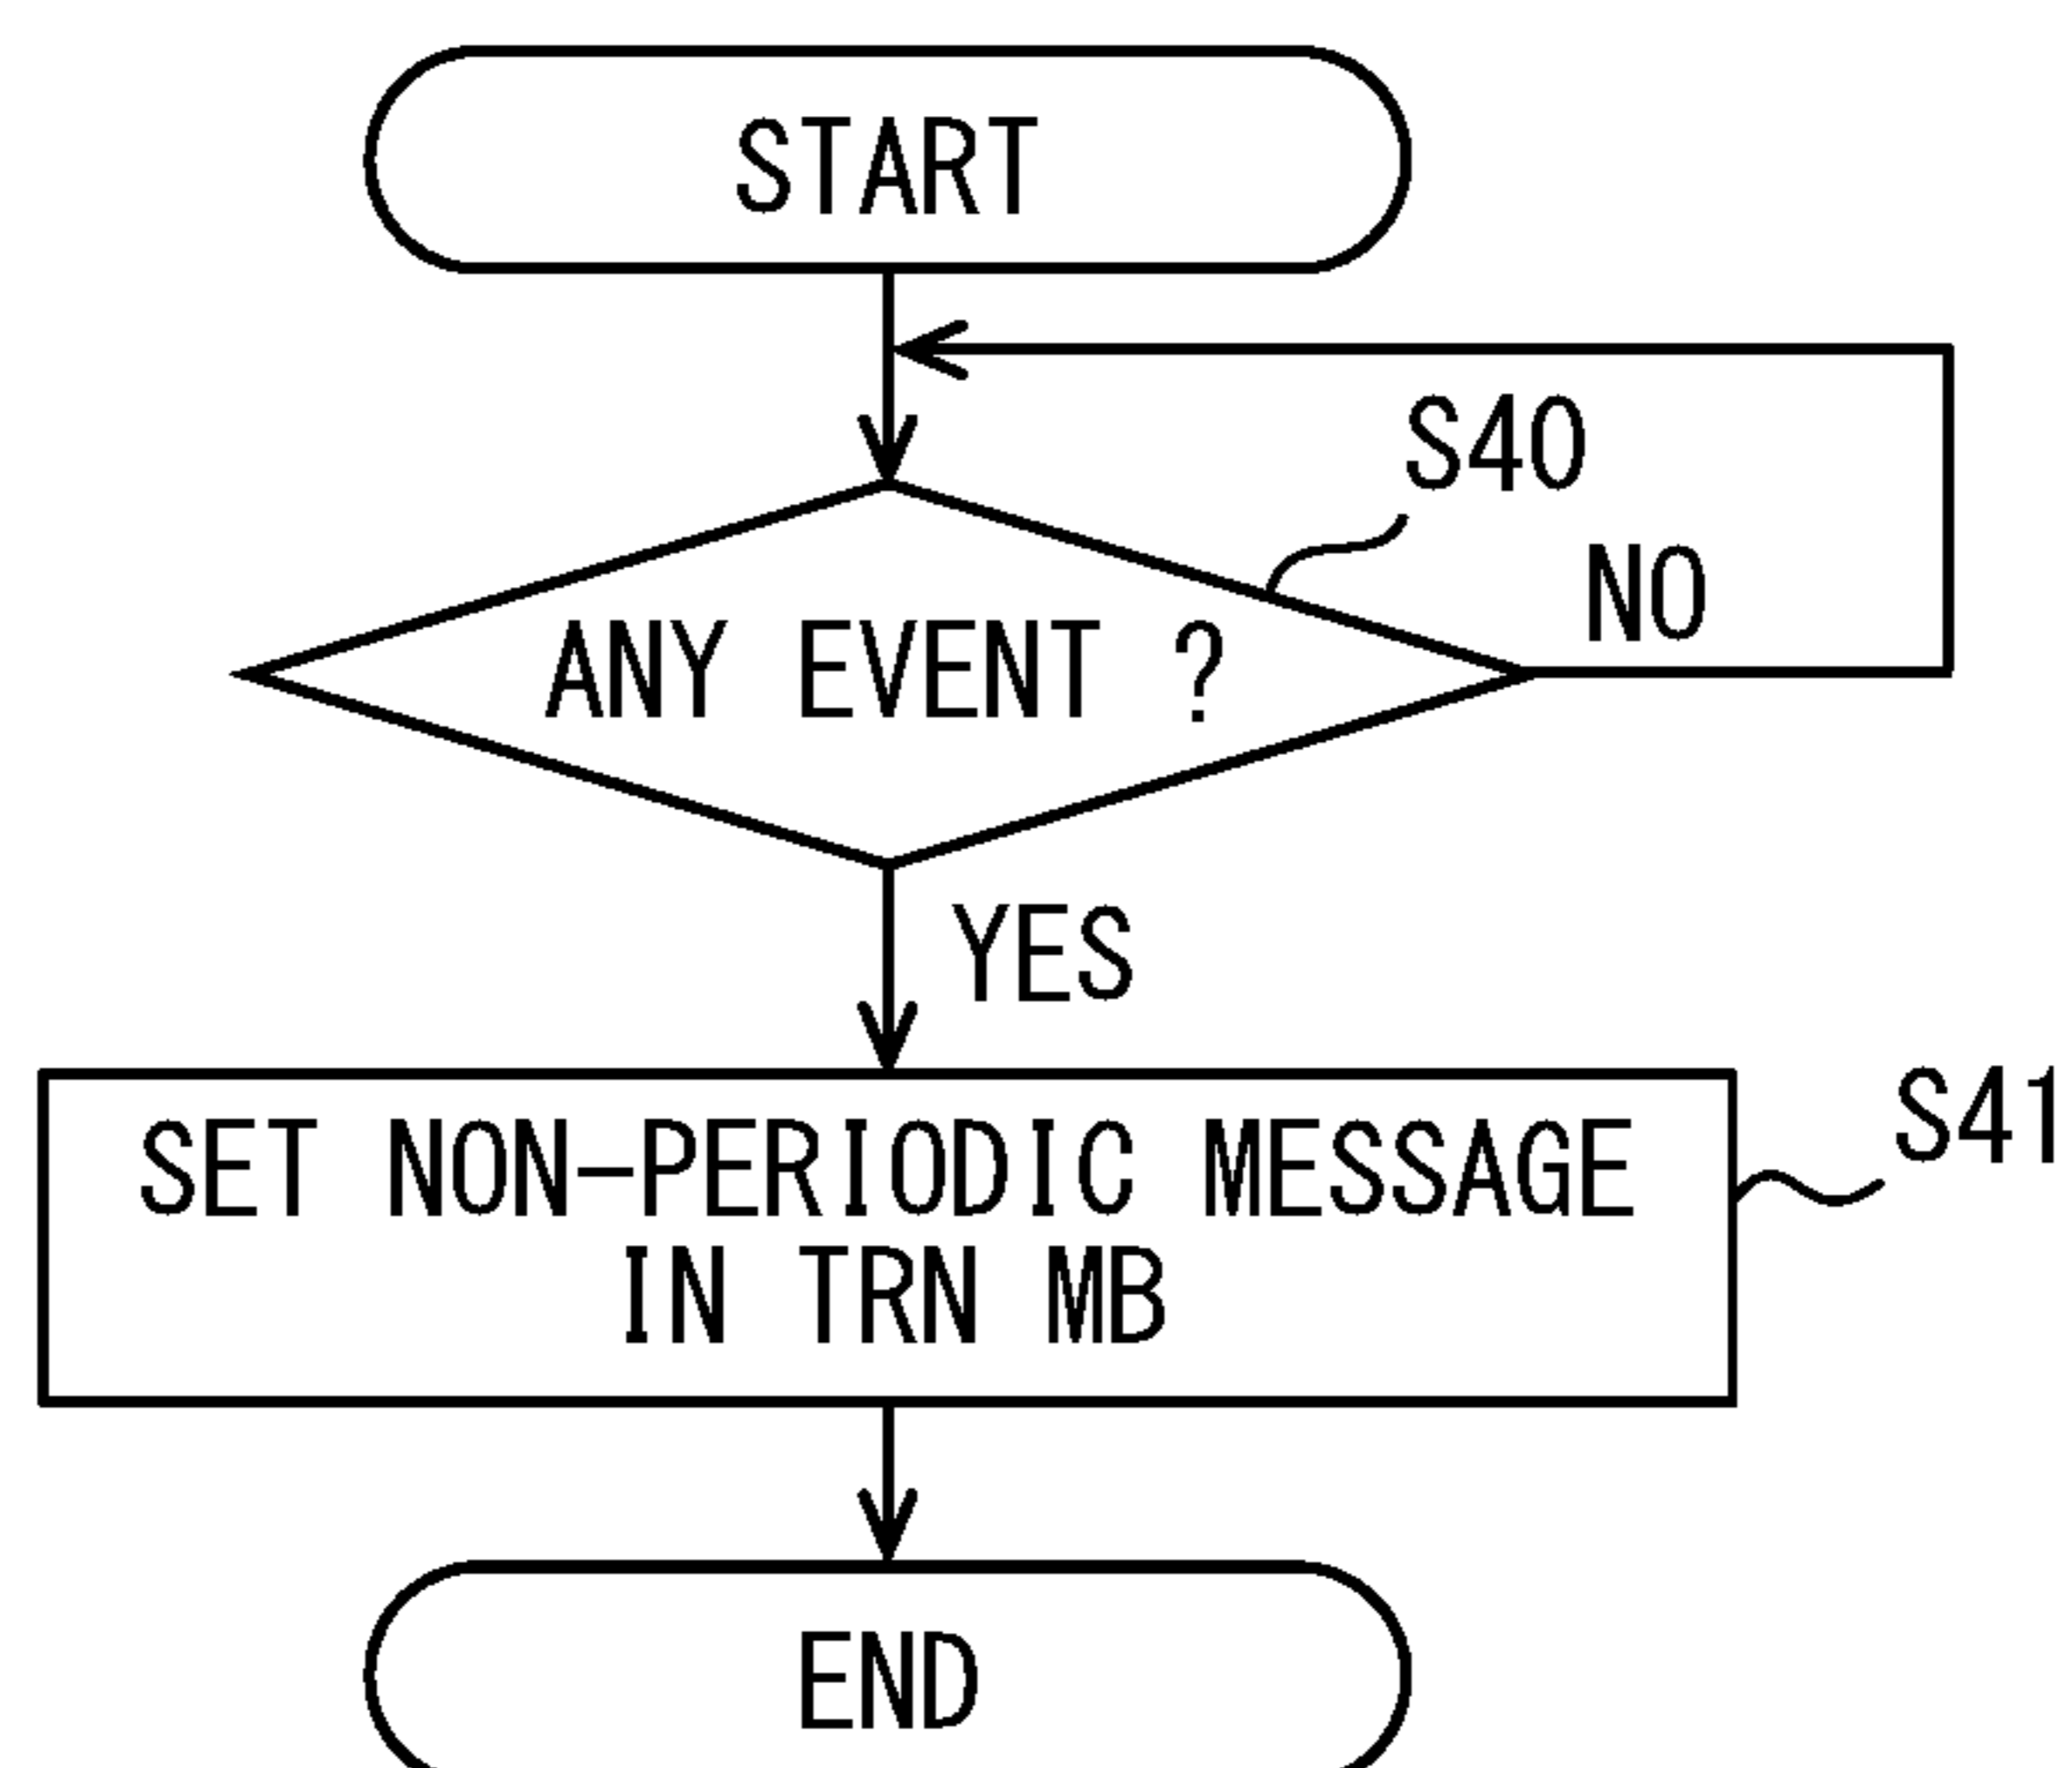 START
S40
NO
ANY EVENT ?
YES
SET NON-PERIODIC MESSAGE
IN TRN MB
S41
END